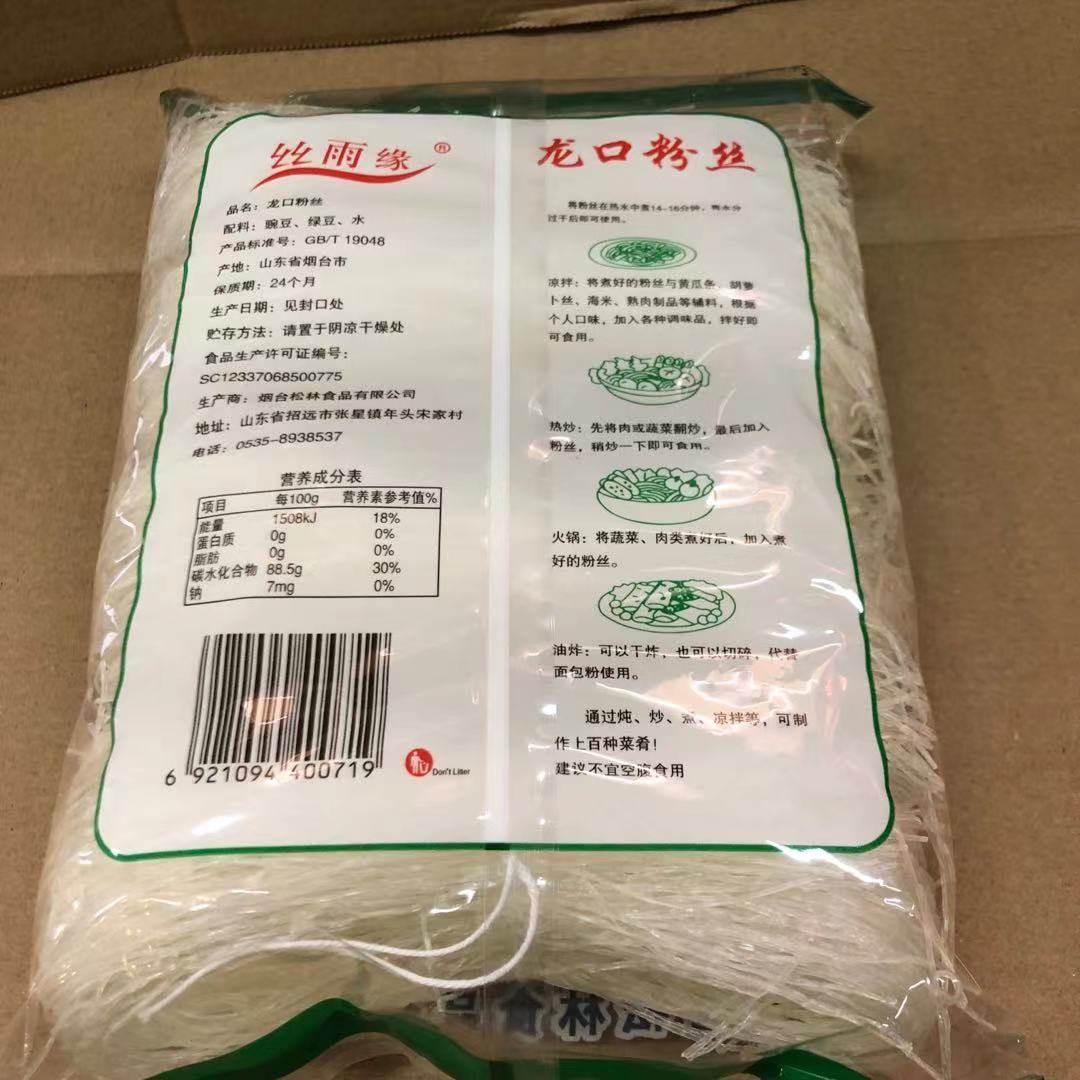 丝雨缘®
品名：龙口粉丝
配料：豌豆、绿豆、水
产品标准号：GB/T 19048
产地：山东省烟台市
保质期：24个月
生产日期：见封口处
贮存方法：请置于阴凉干燥处
食品生产许可证编号：
SC12337068500775
生产商：烟台松林食品有限公司
地址：山东省招远市张星镇年头宋家村
电话：0535-8938537
营养成分表
项目 每100g 营养素参考值%
能量 1508kJ 18%
蛋白质 0g 0%
脂肪 0g 0%
碳水化合物 88.5g 30%
钠 7mg 0%
6 921094 400719
Don't Litter
龙口粉丝
将粉丝在热水中煮14-16分钟，水分
过干后即可使用。
凉拌：将煮好的粉丝与黄瓜条、胡萝
卜丝、海米、熟肉制品等辅料，根据
个人口味，加入各种调味品，拌好即
可食用。
热炒：先将肉或蔬菜翻炒，最后加入
粉丝，稍炒一下即可食用。
火锅：将蔬菜、肉类煮好后，加入煮
好的粉丝。
油炸：可以干炸，也可以切碎，代替
面包粉使用。
通过炖、炒、煮、凉拌等，可制
作上百种菜肴！
建议不宜空腹食用